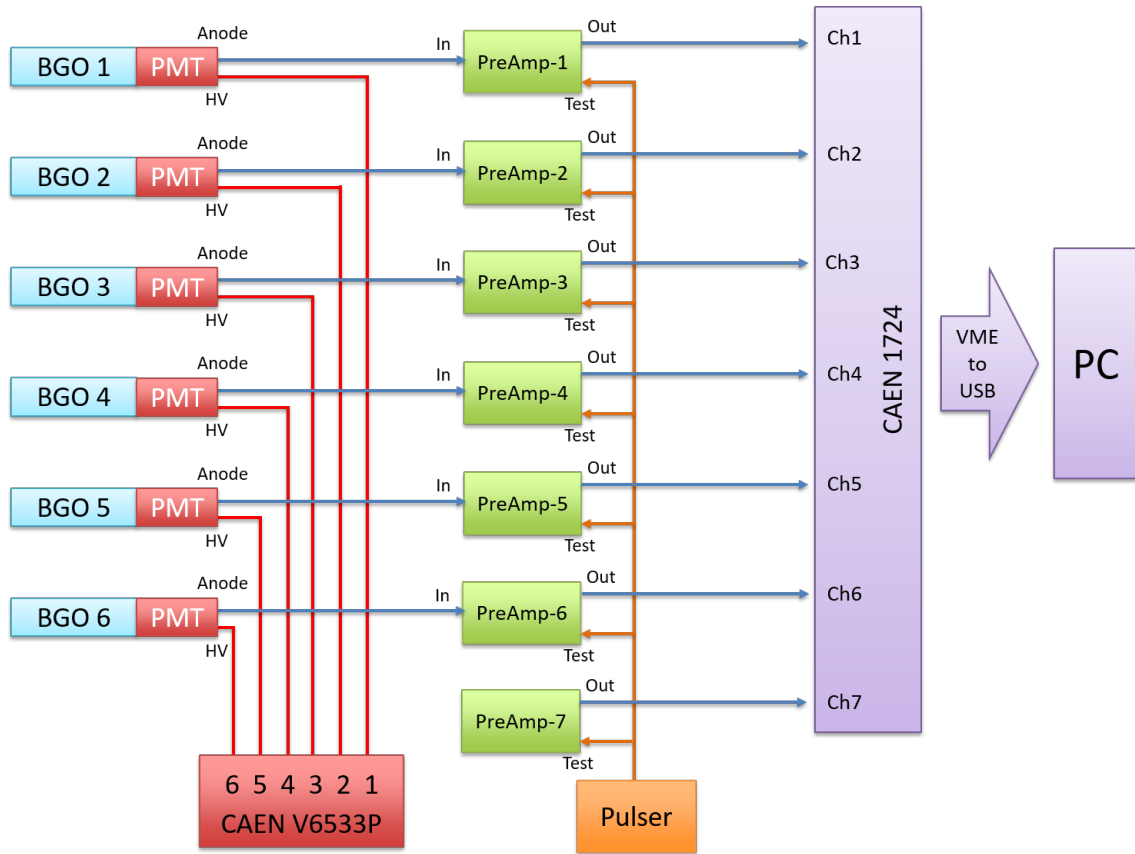 Anode
Out
BGO 1 PMT
In
PreAmp-1
Ch1
HV
Test
Anode
Out
BGO 2 PMT
In
PreAmp-2
Ch2
HV
Test
Anode
Out
BGO 3 PMT
In
PreAmp-3
Ch3
HV
Test
Anode
Out
BGO 4 PMT
In
PreAmp-4
Ch4
HV
Test
Anode
Out
BGO 5 PMT
In
PreAmp-5
Ch5
HV
Test
Anode
Out
BGO 6 PMT
In
PreAmp-6
Ch6
HV
Test
Out
PreAmp-7
Ch7
Test
CAEN 1724
VME
to
USB
PC
6 5 4 3 2 1
CAEN V6533P
Pulser